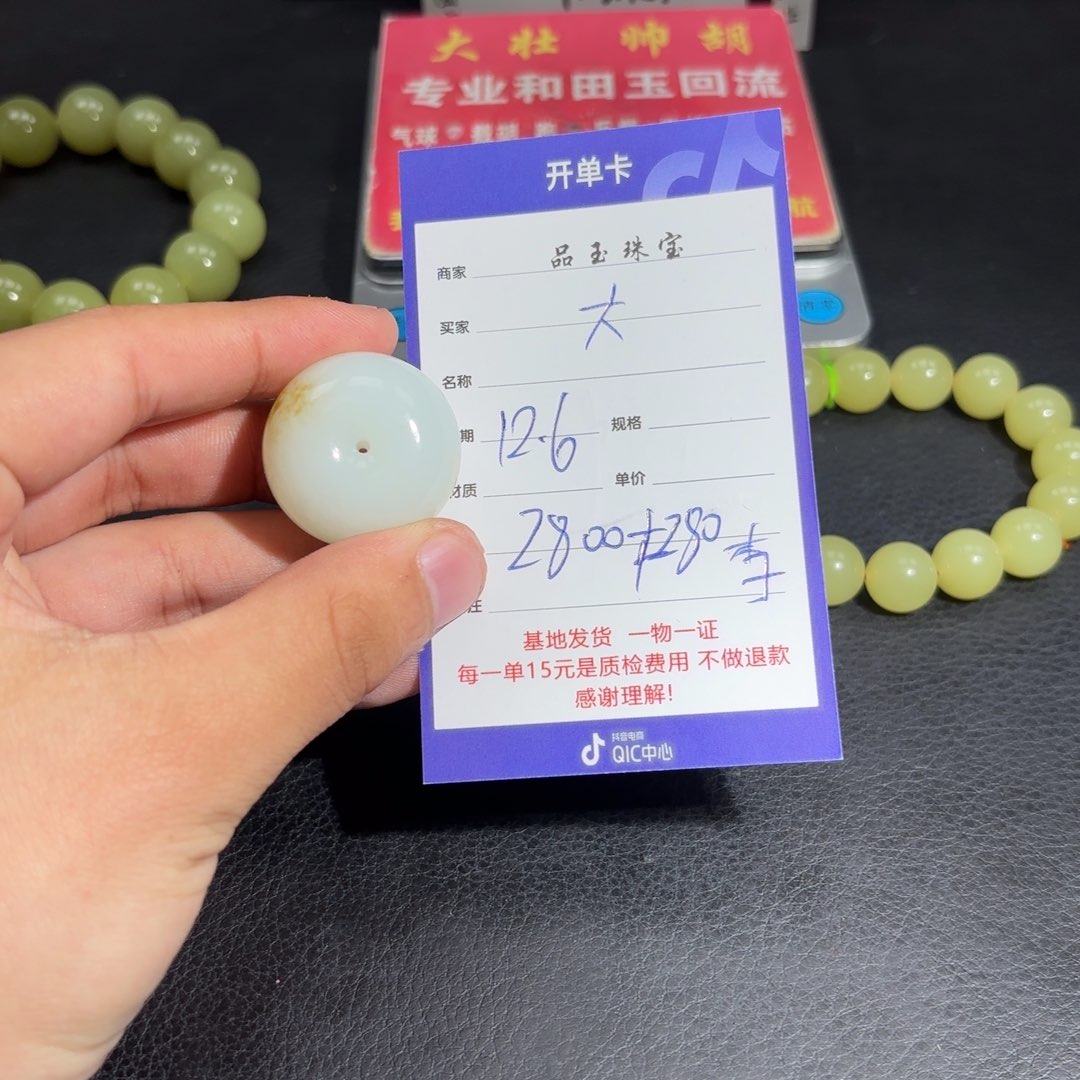 大壮 帅胡
专业和田玉回流
开单卡
商家 品玉珠宝
买家 大
名称
期 12.6 规格
材质 单价
2800+280 李
注
基地发货 一物一证
每一单15元是质检费用 不做退款
感谢理解!
抖音电商
QIC中心